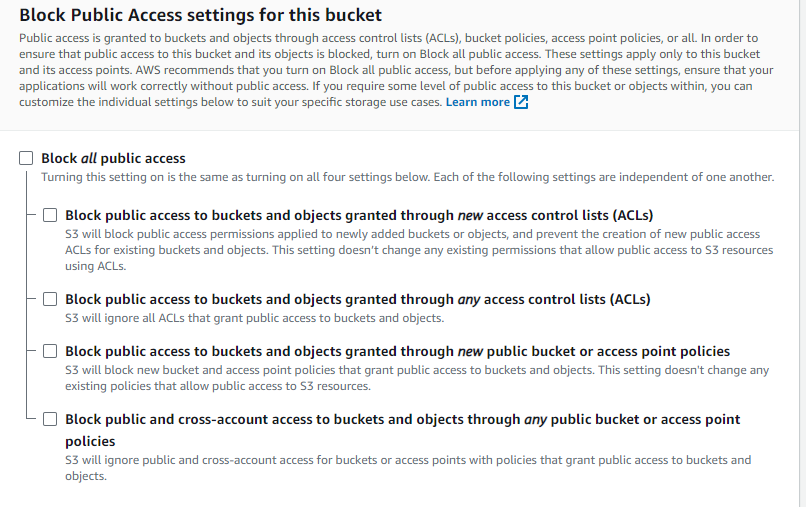 Block Public Access settings for this bucket
Public access is granted to buckets and objects through access control lists (ACLs), bucket policies, access point policies, or all. In order to
ensure that public access to this bucket and its objects is blocked, turn on Block all public access. These settings apply only to this bucket
and its access points. AWS recommends that you turn on Block all public access, but before applying any of these settings, ensure that your
applications will work correctly without public access. If you require some level of public access to this bucket or objects within, you can
customize the individual settings below to suit your specific storage use cases. Learn more
Block all public access
Turning this setting on is the same as turning on all four settings below. Each of the following settings are independent of one another.
Block public access to buckets and objects granted through new access control lists (ACLs)
S3 will block public access permissions applied to newly added buckets or objects, and prevent the creation of new public access
ACLs for existing buckets and objects. This setting doesn't change any existing permissions that allow public access to S3 resources
using ACLs.
Block public access to buckets and objects granted through any access control lists (ACLs)
S3 will ignore all ACLs that grant public access to buckets and objects.
Block public access to buckets and objects granted through new public bucket or access point policies
S3 will block new bucket and access point policies that grant public access to buckets and objects. This setting doesn't change any
existing policies that allow public access to S3 resources.
Block public and cross-account access to buckets and objects through any public bucket or access point
policies
S3 will ignore public and cross-account access for buckets or access points with policies that grant public access to buckets and
objects.